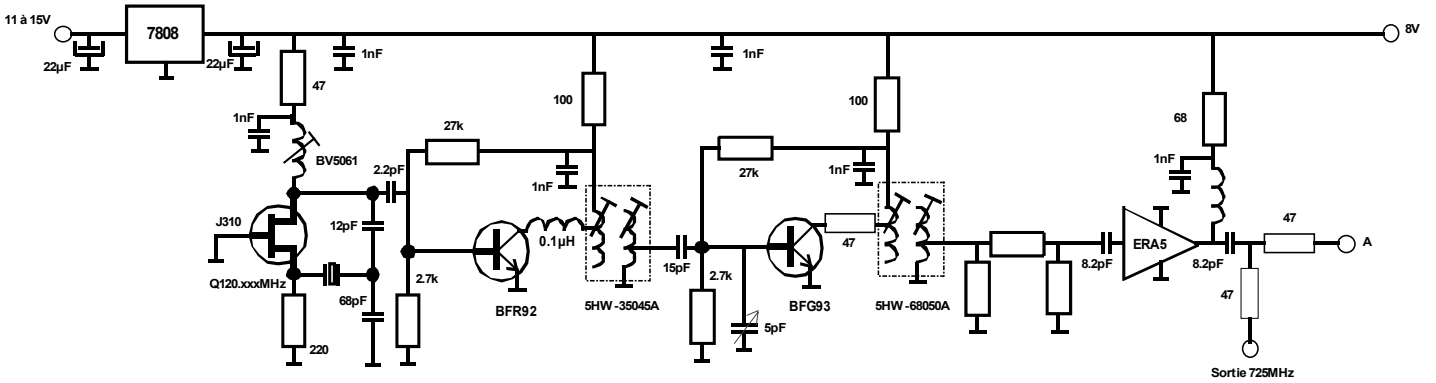 11 à 15V
7808
8V
22µF
22µF
1nF
1nF
47
100
100
68
1nF
BV5061
27k
27k
2.2pF
1nF
1nF
1nF
J310
12pF
0.1µH
47
47
A
ERA5
15pF
2.7k
2.7k
8.2pF
8.2pF
Q120.xxxMHz
68pF
5HW-35045A
BFG93
5HW-68050A
47
BFR92
5pF
220
Sortie 725MHz